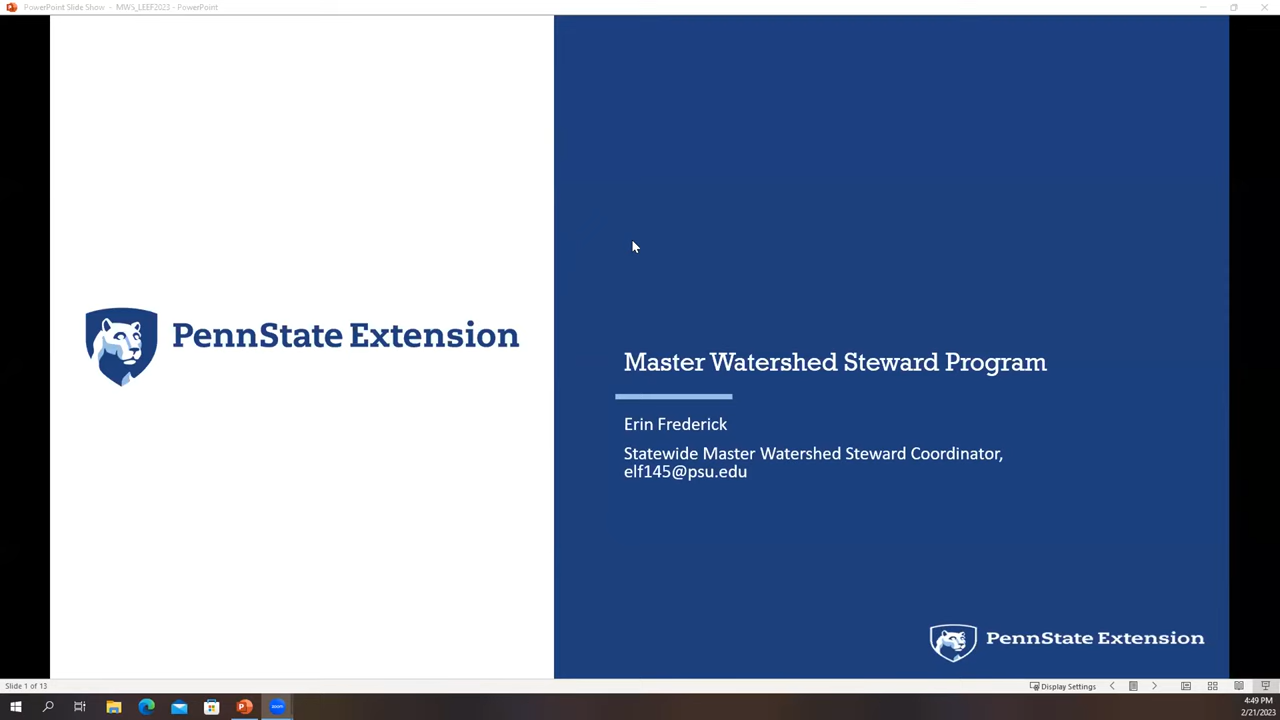 PowerPoint Slide Show - MWS_LEEF2023 - PowerPoint
PennState Extension
Master Watershed Steward Program
Erin Frederick
Statewide Master Watershed Steward Coordinator,
elf145@psu.edu
PennState Extension
Slide 1 of 13
Display Settings
zoom
4:49 PM
2/21/2023